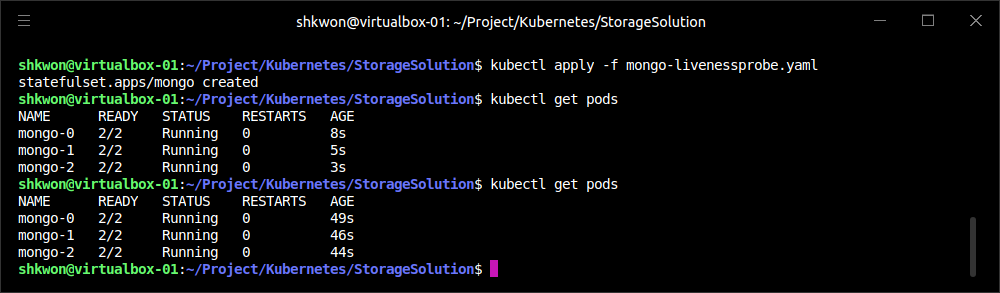 shkwon@virtualbox-01: ~/Project/Kubernetes/StorageSolution
shkwon@virtualbox-01:~/Project/Kubernetes/StorageSolution$ kubectl apply -f mongo-livenessprobe.yaml
statefulset.apps/mongo created
shkwon@virtualbox-01:~/Project/Kubernetes/StorageSolution$ kubectl get pods
NAME      READY   STATUS    RESTARTS   AGE
mongo-0   2/2     Running   0          8s
mongo-1   2/2     Running   0          5s
mongo-2   2/2     Running   0          3s
shkwon@virtualbox-01:~/Project/Kubernetes/StorageSolution$ kubectl get pods
NAME      READY   STATUS    RESTARTS   AGE
mongo-0   2/2     Running   0          49s
mongo-1   2/2     Running   0          46s
mongo-2   2/2     Running   0          44s
shkwon@virtualbox-01:~/Project/Kubernetes/StorageSolution$